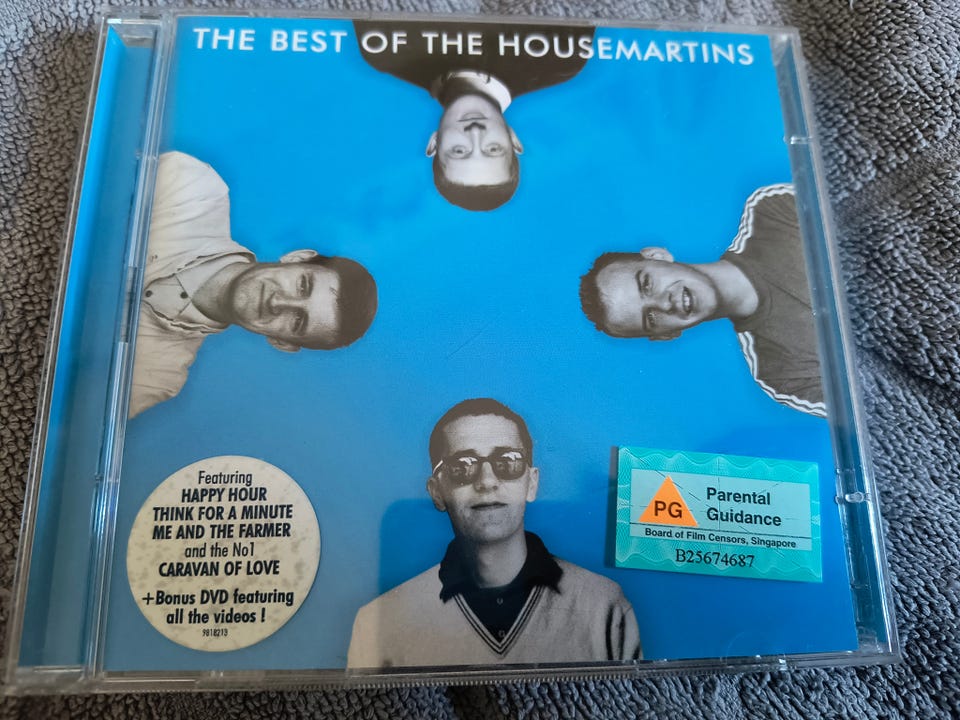 THE BEST OF THE HOUSEMARTINS
Featuring
HAPPY HOUR
THINK FOR A MINUTE
ME AND THE FARMER
and the No1
CARAVAN OF LOVE
+Bonus DVD featuring
all the videos !
9818213
PG
Parental
Guidance
Board of Film Censors, Singapore
B25674687